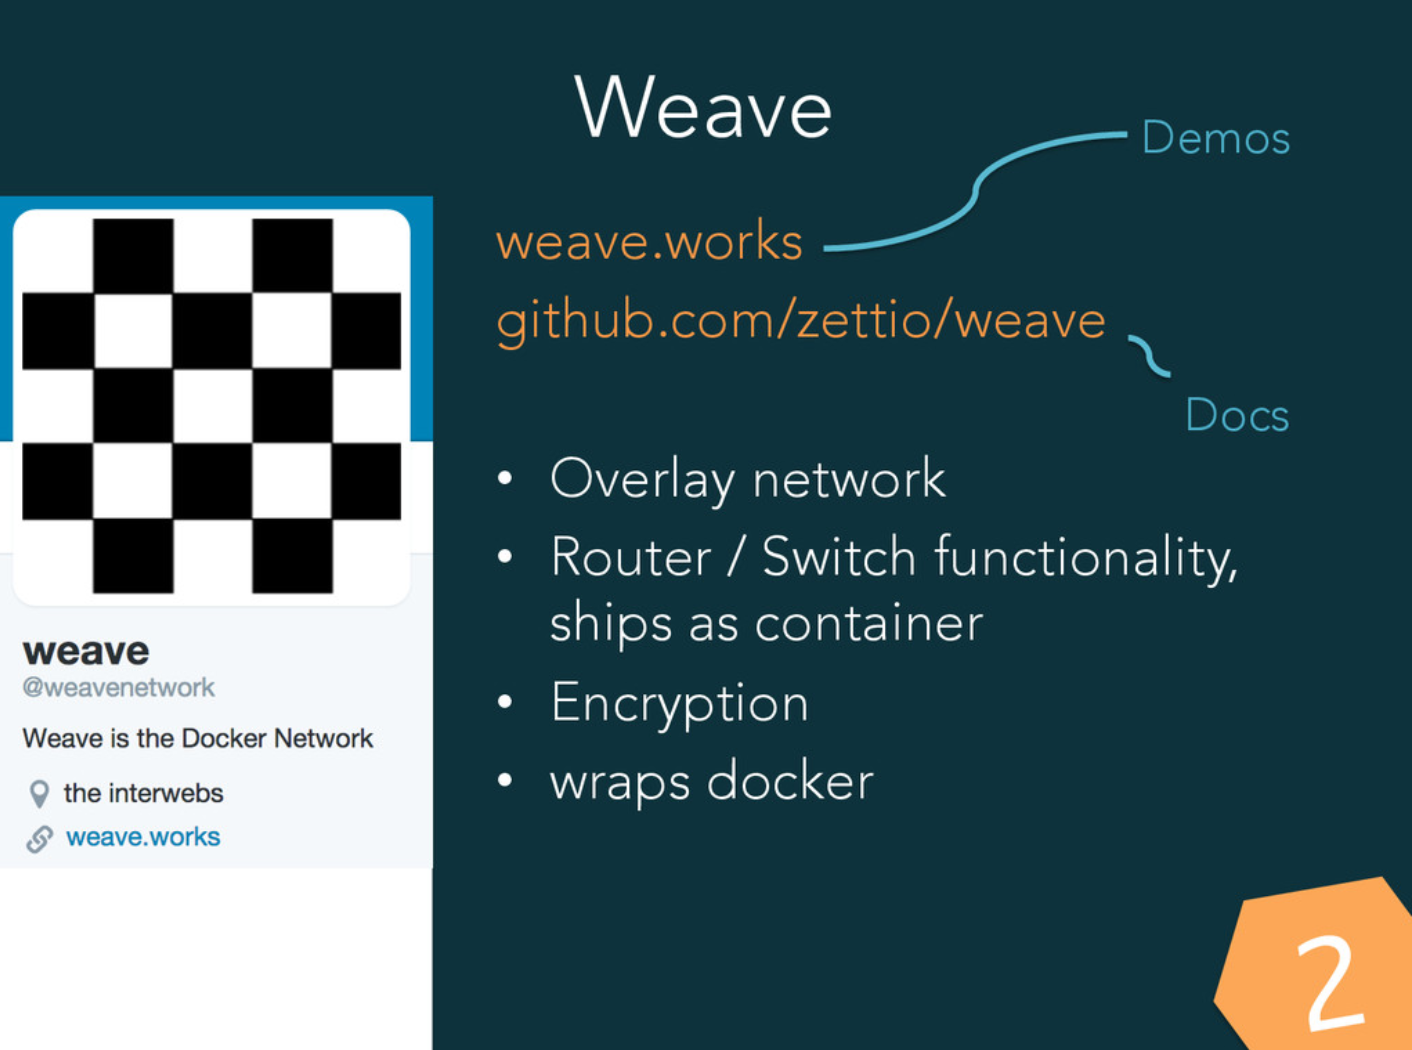 Weave
Demos
weave.works
github.com/zettio/weave
Docs
• Overlay network
• Router / Switch functionality,
ships as container
• Encryption
• wraps docker
weave
@weavenetwork
Weave is the Docker Network
the interwebs
weave.works
2